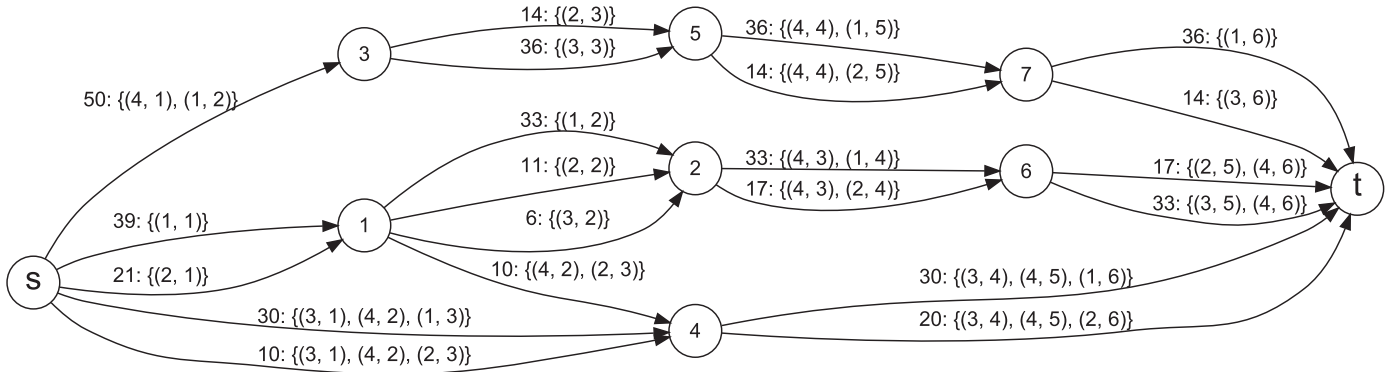 14: {(2, 3)}
3
36: {(3, 3)}
5
36: {(4, 4), (1, 5)}
14: {(4, 4), (2, 5)}
7
36: {(1, 6)}
14: {(3, 6)}
50: {(4, 1), (1, 2)}
33: {(1, 2)}
11: {(2, 2)}
6: {(3, 2)}
2
33: {(4, 3), (1, 4)}
17: {(4, 3), (2, 4)}
6
17: {(2, 5), (4, 6)}
33: {(3, 5), (4, 6)}
t
39: {(1, 1)}
21: {(2, 1)}
1
s
10: {(4, 2), (2, 3)}
30: {(3, 1), (4, 2), (1, 3)}
10: {(3, 1), (4, 2), (2, 3)}
4
30: {(3, 4), (4, 5), (1, 6)}
20: {(3, 4), (4, 5), (2, 6)}